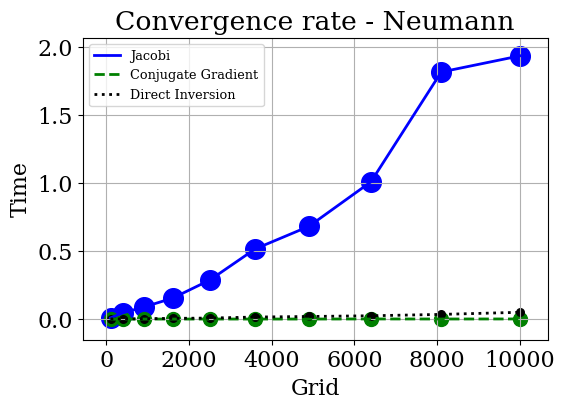 Convergence rate - Neumann
Jacobi
Conjugate Gradient
Direct Inversion
Time
2.0
1.5
1.0
0.5
0.0
0 2000 4000 6000 8000 10000
Grid